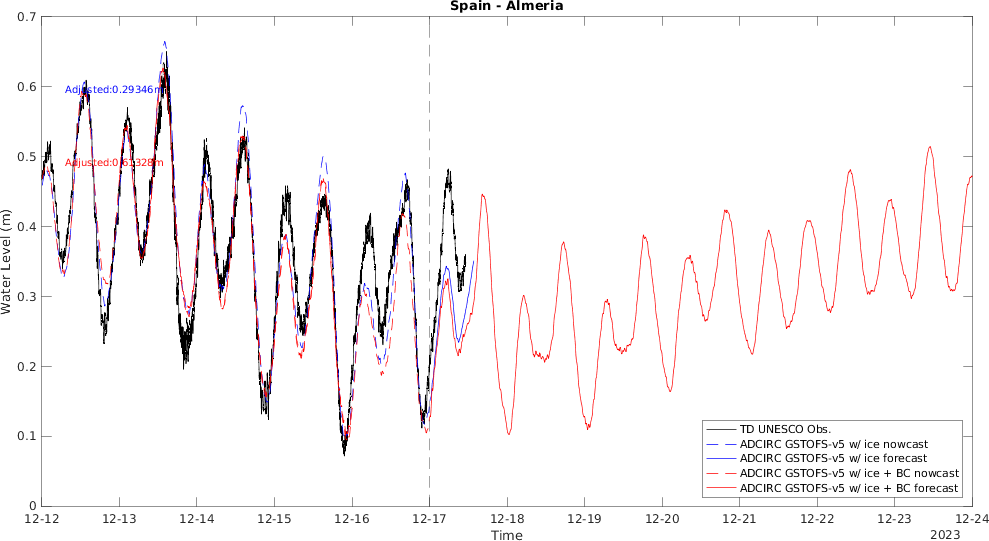 Spain - Almeria
Water Level (m)
0.7
0.6
0.5
0.4
0.3
0.2
0.1
0
Adjusted:0.29346m
Adjusted:0.61328m
TD UNESCO Obs.
ADCIRC GSTOFS-v5 w/ ice nowcast
ADCIRC GSTOFS-v5 w/ ice forecast
ADCIRC GSTOFS-v5 w/ ice + BC nowcast
ADCIRC GSTOFS-v5 w/ ice + BC forecast
12-12 12-13 12-14 12-15 12-16 12-17 12-18 12-19 12-20 12-21 12-22 12-23 12-24
Time
2023